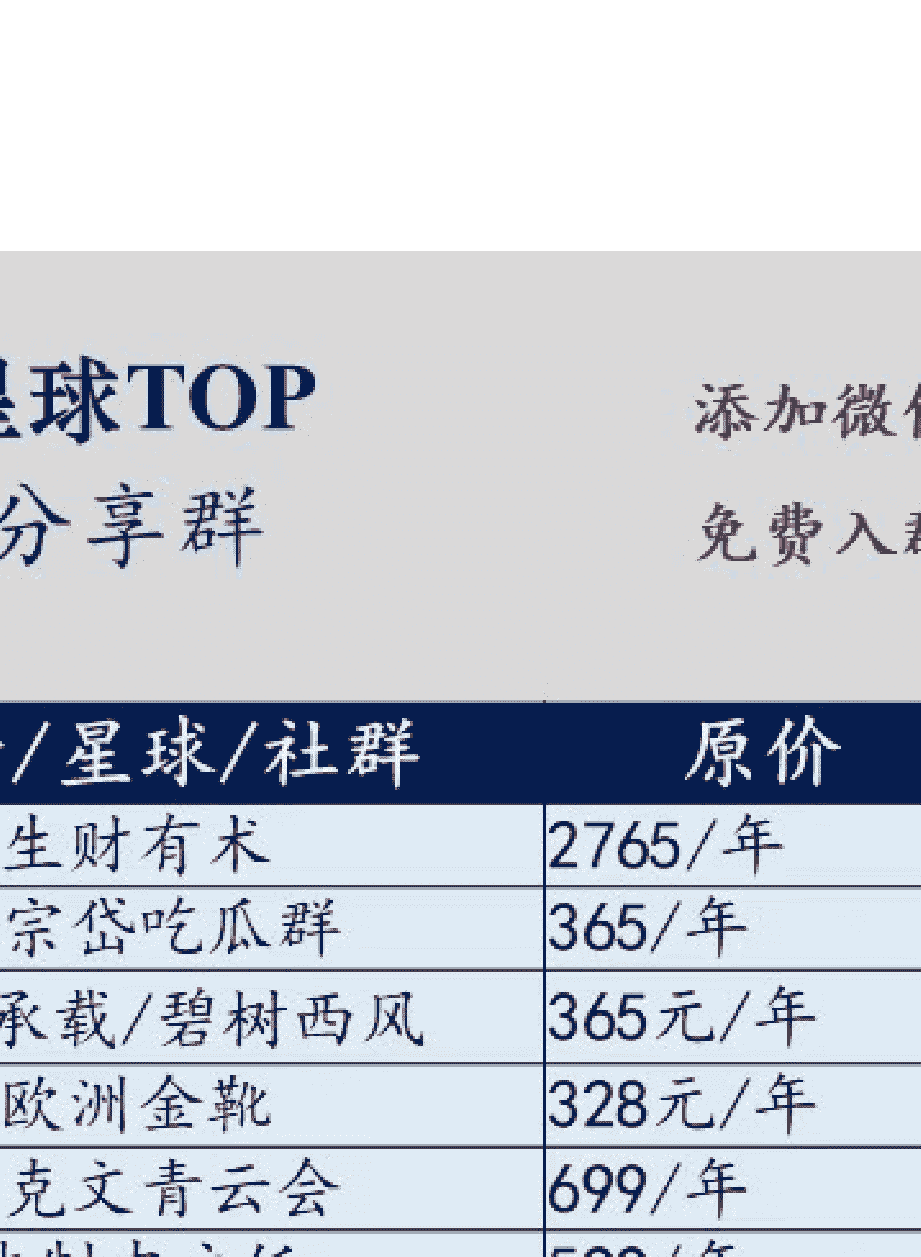 星球TOP
添加微信
分享群
免费入群
/星球/社群 原价
生财有术 2765/年
宗岱吃瓜群 365/年
承载/碧树西风 365元/年
欧洲金靴 328元/年
克文青云会 699/年